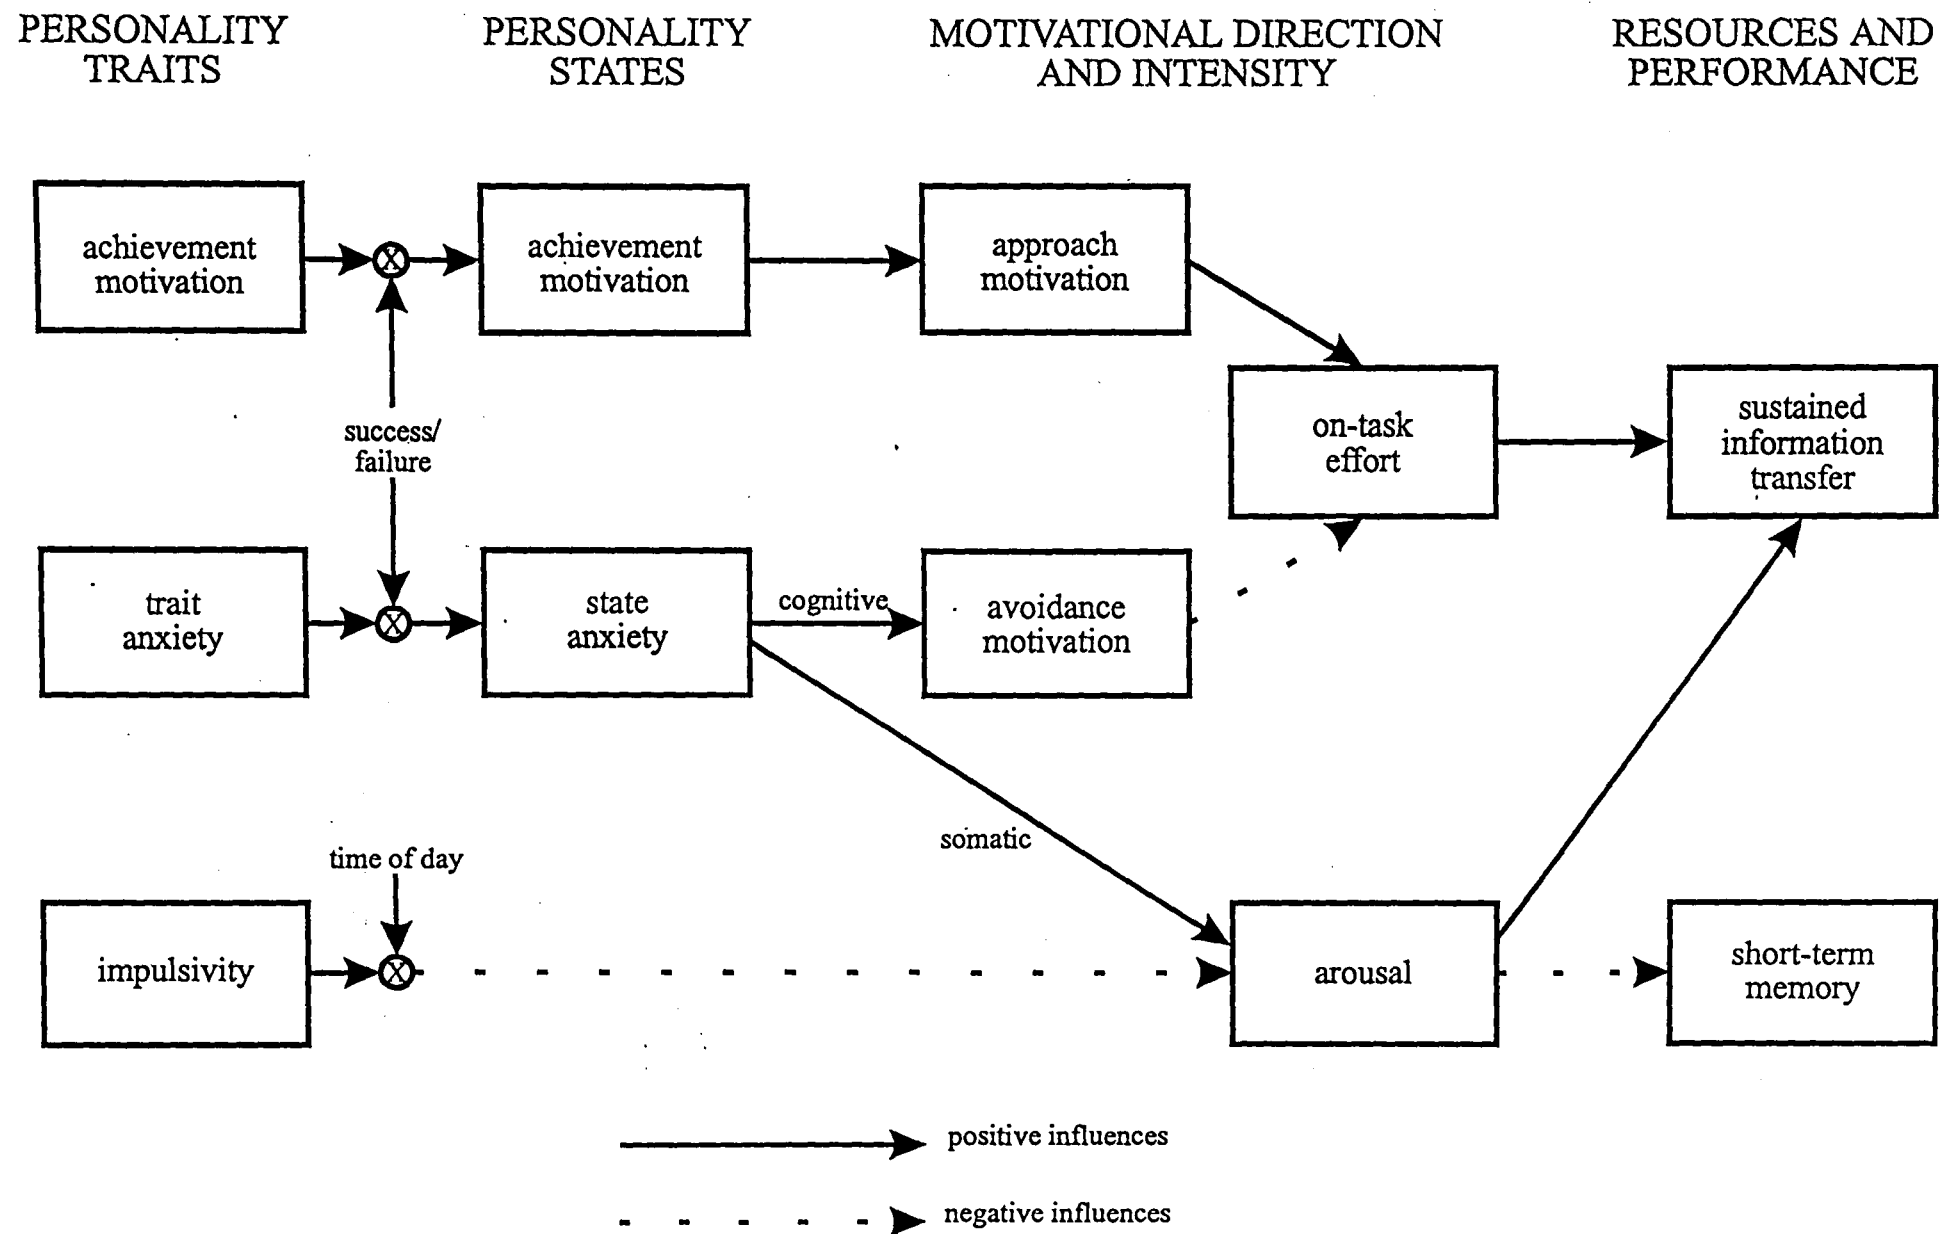 PERSONALITY
TRAITS
PERSONALITY
STATES
MOTIVATIONAL DIRECTION
AND INTENSITY
RESOURCES AND
PERFORMANCE
achievement
motivation
X
achievement
motivation
approach
motivation
success/
failure
on-task
effort
sustained
information
transfer
trait
anxiety
X
state
anxiety
cognitive
avoidance
motivation
somatic
time of day
impulsivity
X
arousal
short-term
memory
positive influences
negative influences